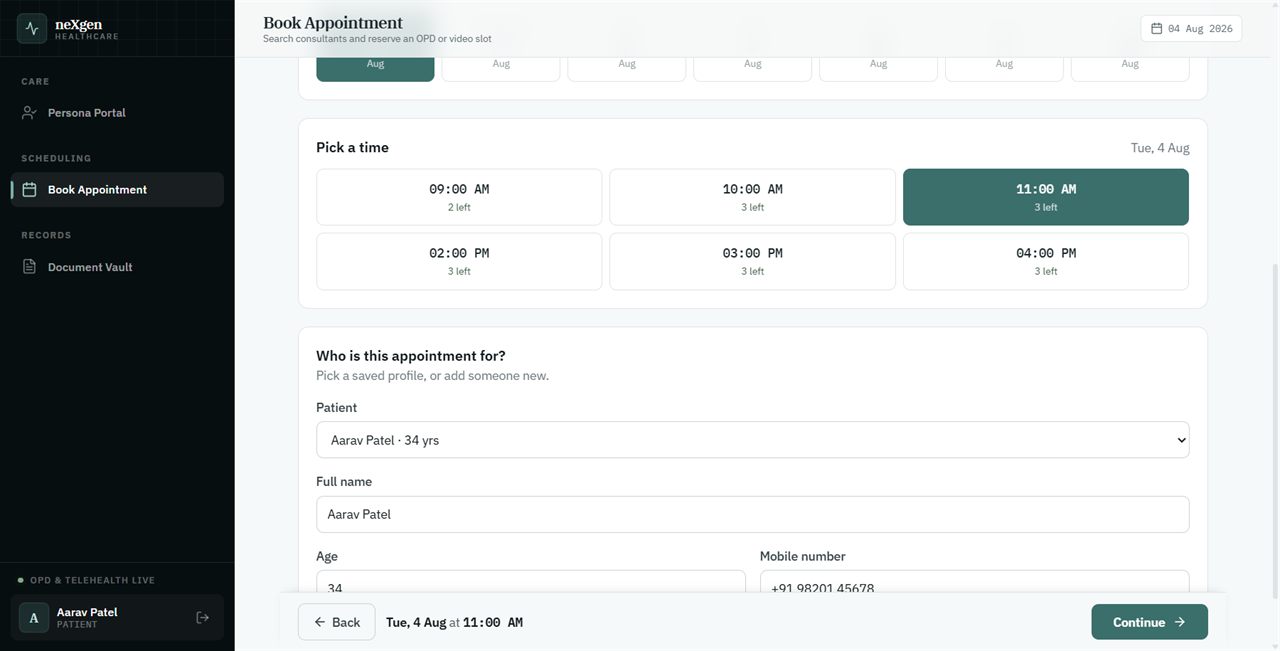 neXgen
HEALTHCARE
CARE
Persona Portal
SCHEDULING
Book Appointment
RECORDS
Document Vault
OPD & TELEHEALTH LIVE
A
Aarav Patel
PATIENT
Book Appointment
Search consultants and reserve an OPD or video slot
04 Aug 2026
Aug Aug Aug Aug Aug Aug Aug
Pick a time
Tue, 4 Aug
09:00 AM 10:00 AM 11:00 AM
2 left 3 left 3 left
02:00 PM 03:00 PM 04:00 PM
3 left 3 left 3 left
Who is this appointment for?
Pick a saved profile, or add someone new.
Patient
Aarav Patel · 34 yrs
Full name
Aarav Patel
Age Mobile number
34 +91 98201 45678
← Back Tue, 4 Aug at 11:00 AM Continue →